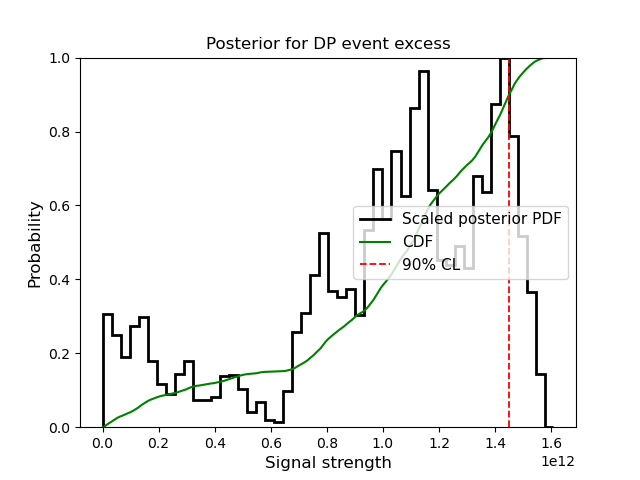 Posterior for DP event excess
Probability
1.0
0.8
0.6
0.4
0.2
0.0
Scaled posterior PDF
CDF
90% CL
0.0 0.2 0.4 0.6 0.8 1.0 1.2 1.4 1.6
1e12
Signal strength